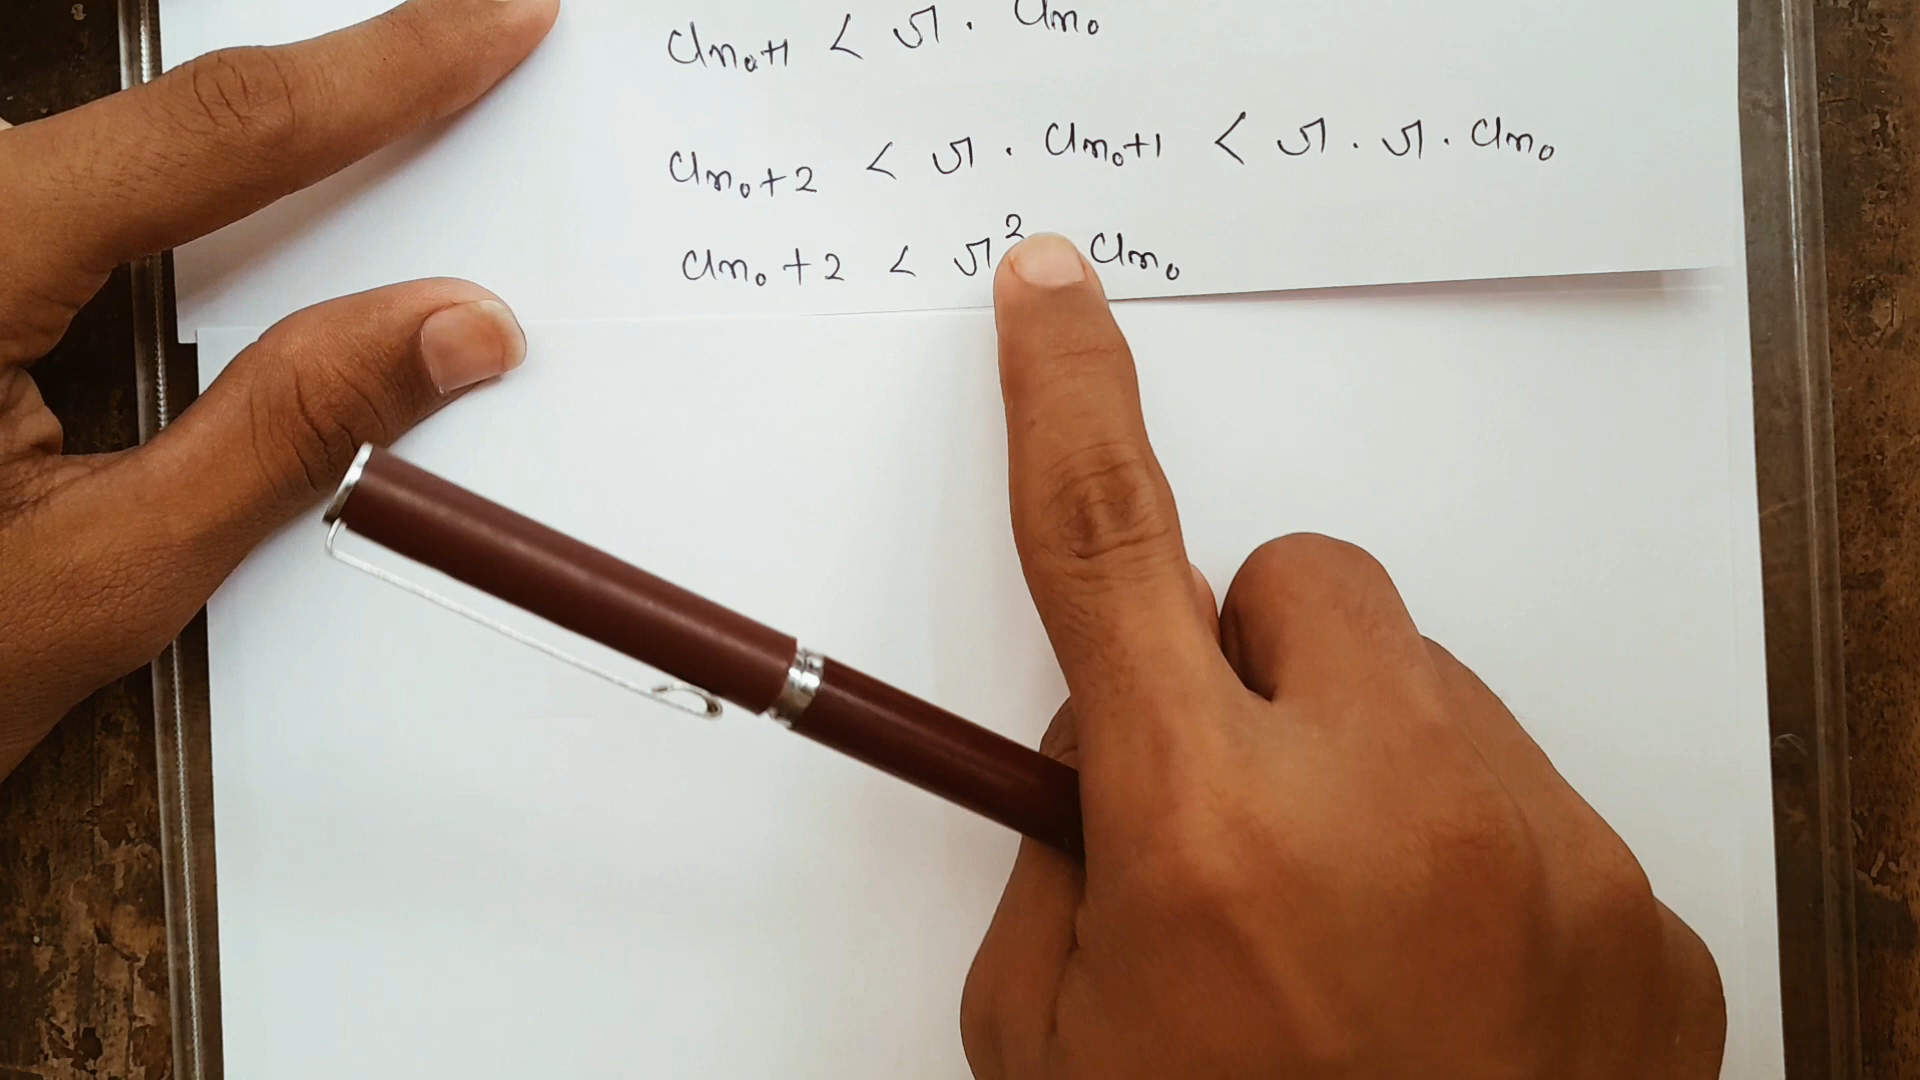 aₙ₀₊₁ < r . aₙ₀
aₙ₀₊₂ < r . aₙ₀₊₁ < r . r . aₙ₀
aₙ₀₊₂ < r² aₙ₀